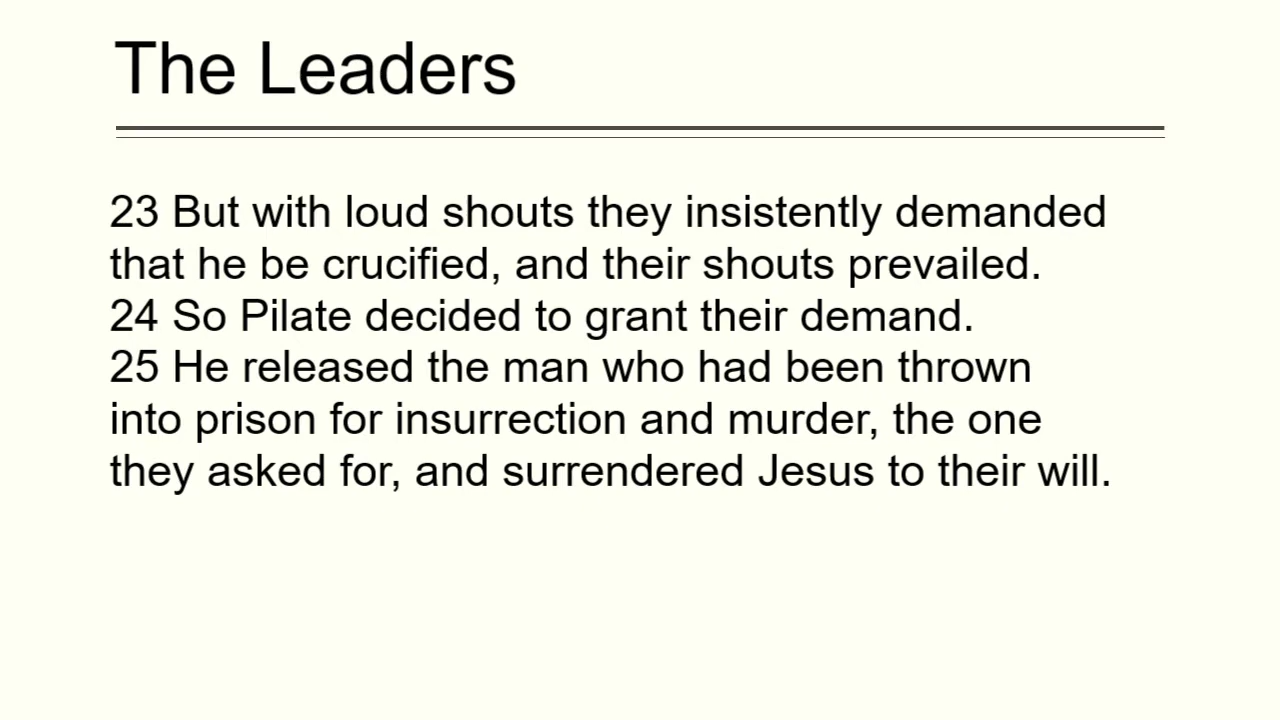 The Leaders
23 But with loud shouts they insistently demanded
that he be crucified, and their shouts prevailed.
24 So Pilate decided to grant their demand.
25 He released the man who had been thrown
into prison for insurrection and murder, the one
they asked for, and surrendered Jesus to their will.